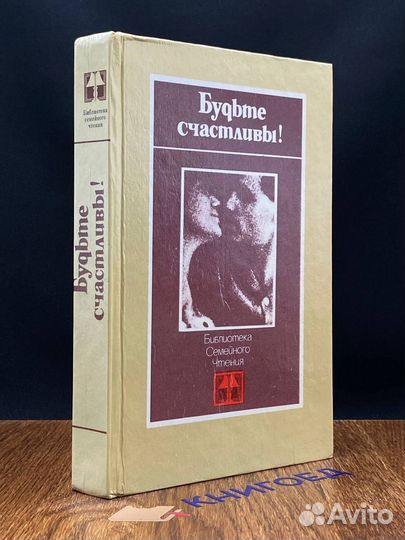 Библиотека
семейного
чтения
Будьте
счастливы!
Будьте
счастливы!
Библиотека
Семейного
Чтения
КНИГОЕД
Avito